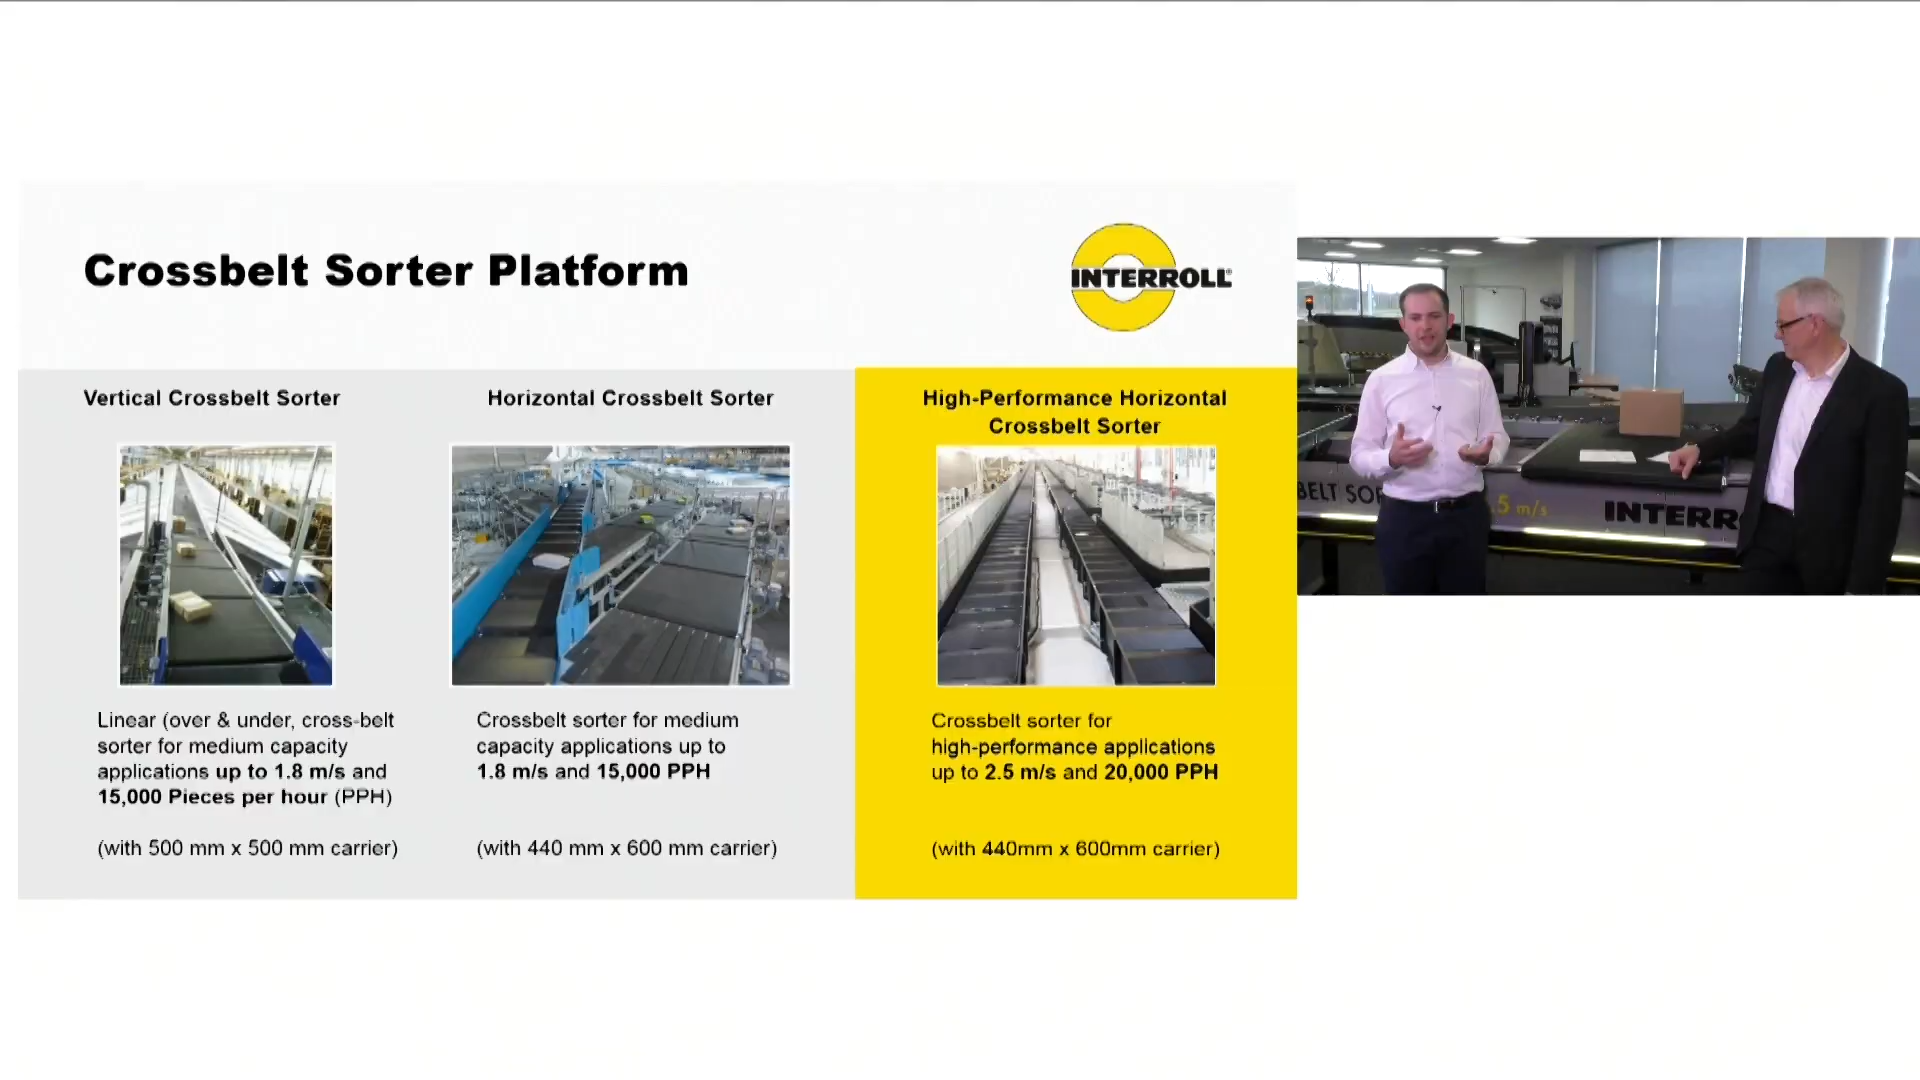 Crossbelt Sorter Platform
INTERROLL®
Vertical Crossbelt Sorter
Linear (over & under, cross-belt
sorter for medium capacity
applications up to 1.8 m/s and
15,000 Pieces per hour (PPH)
(with 500 mm x 500 mm carrier)
Horizontal Crossbelt Sorter
Crossbelt sorter for medium
capacity applications up to
1.8 m/s and 15,000 PPH
(with 440 mm x 600 mm carrier)
High-Performance Horizontal
Crossbelt Sorter
Crossbelt sorter for
high-performance applications
up to 2.5 m/s and 20,000 PPH
(with 440mm x 600mm carrier)
BELT SOR
.5 m/s
INTERR